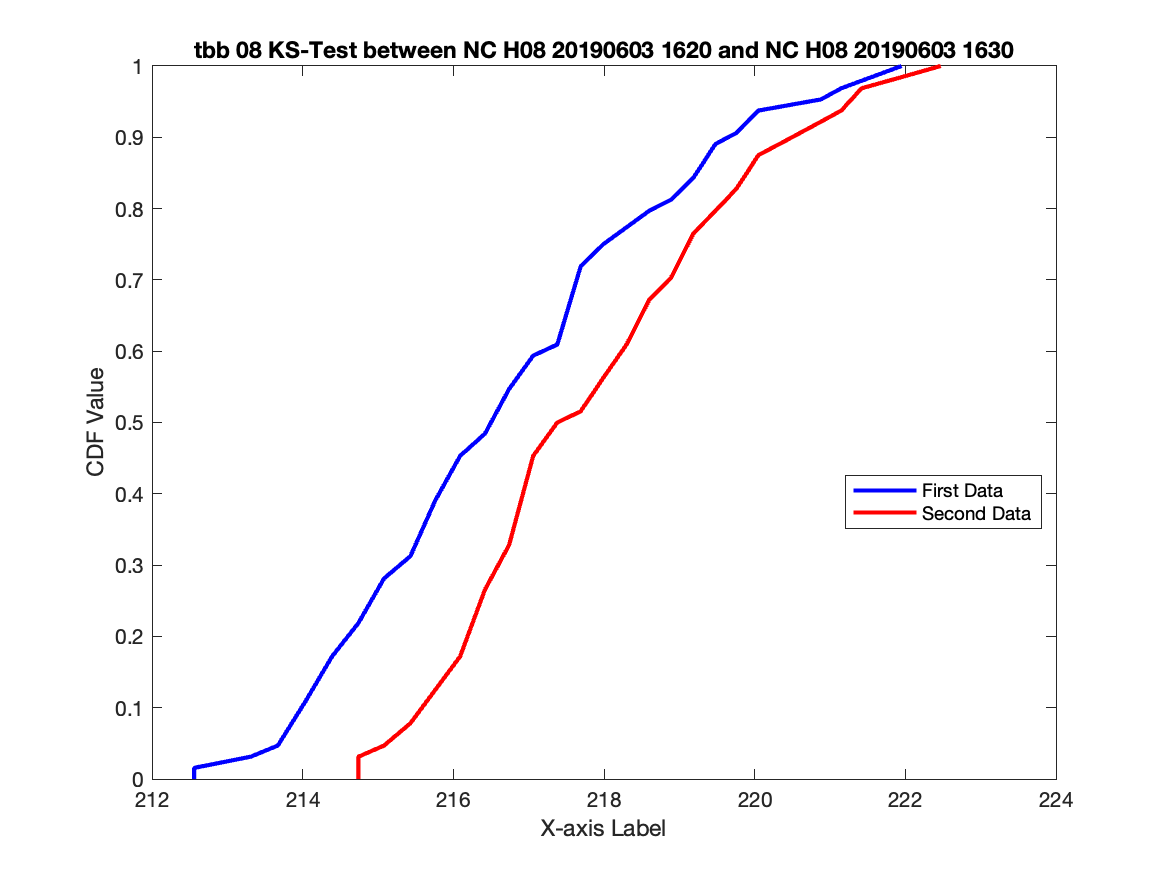 tbb 08 KS-Test between NC H08 20190603 1620 and NC H08 20190603 1630
1
0.9
0.8
0.7
0.6
0.5
0.4
0.3
0.2
0.1
0
CDF Value
First Data
Second Data
212 214 216 218 220 222 224
X-axis Label